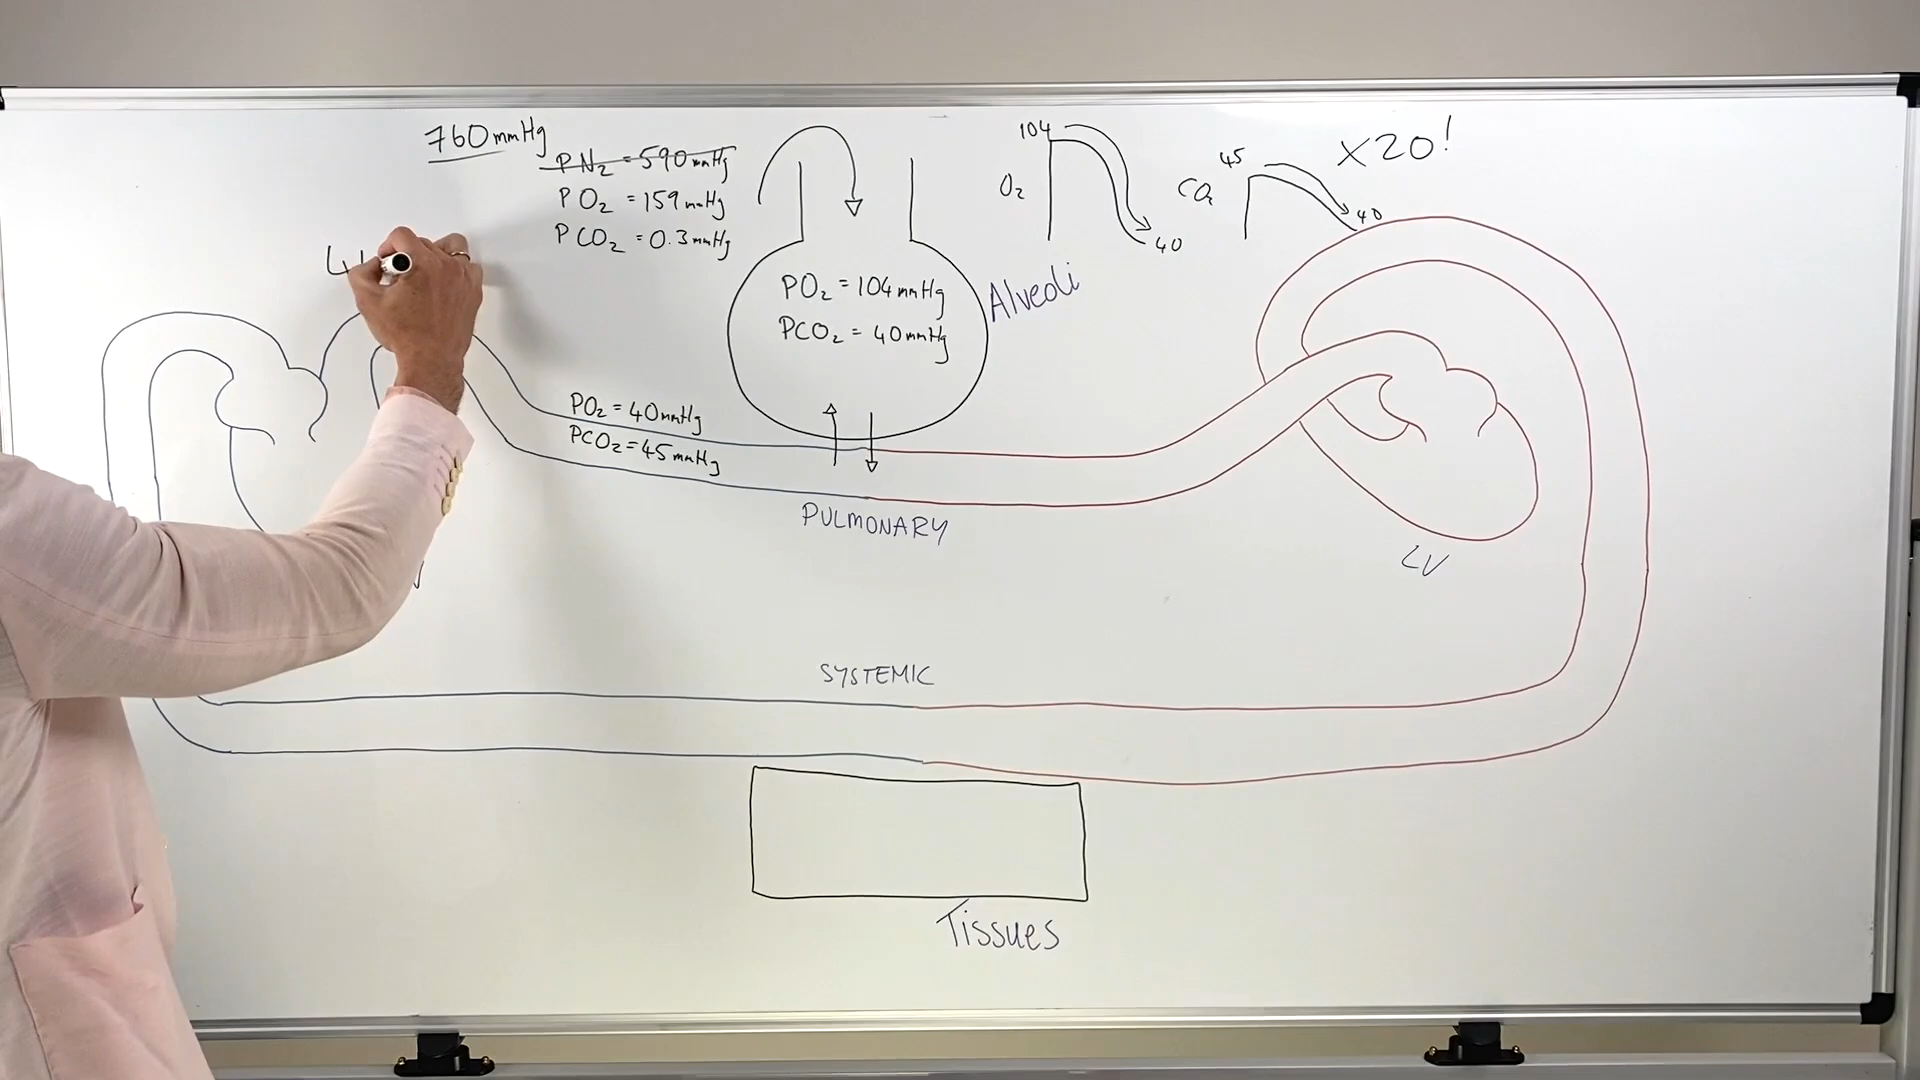 760mmHg
PN₂ = 590mmHg
PO₂ = 159mmHg
PCO₂ = 0.3mmHg
104
O₂
40
45
CO₂
40
x20!
PO₂ = 104mmHg
PCO₂ = 40mmHg
Alveoli
PO₂ = 40mmHg
PCO₂ = 45mmHg
PULMONARY
LV
SYSTEMIC
Tissues